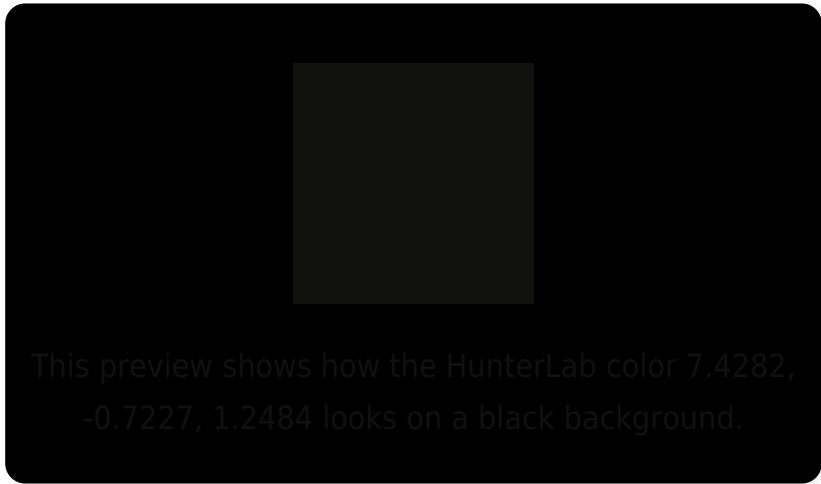 This preview shows how the HunterLab color 7.4282,
-0.7227, 1.2484 looks on a black background.